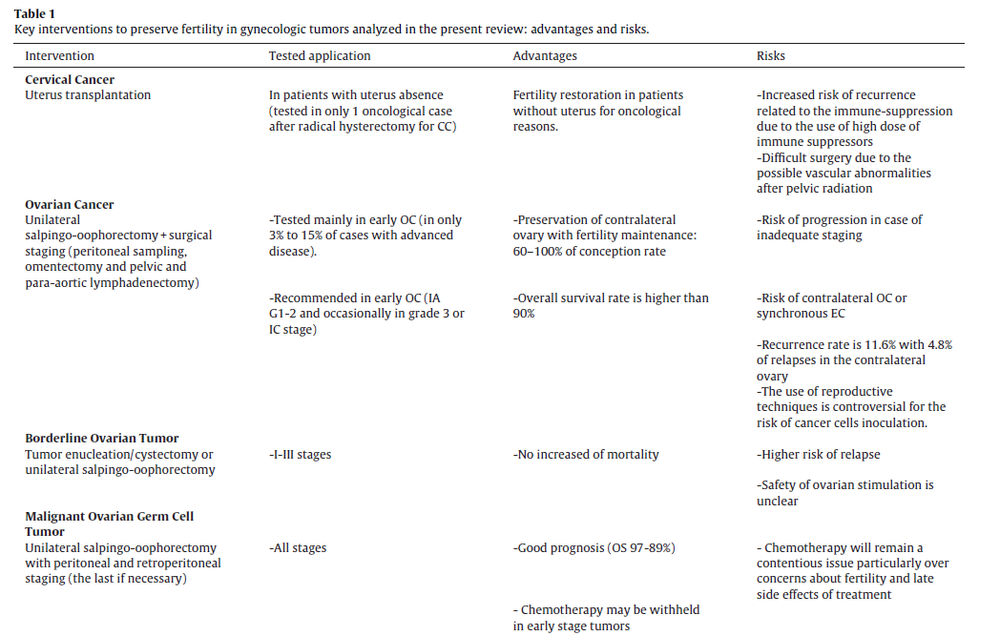 Table 1
Key interventions to preserve fertility in gynecologic tumors analyzed in the present review: advantages and risks.
Intervention Tested application Advantages Risks
Cervical Cancer
Uterus transplantation
In patients with uterus absence
(tested in only 1 oncological case
after radical hysterectomy for CC)
Fertility restoration in patients
without uterus for oncological
reasons.
-Increased risk of recurrence
related to the immune-suppression
due to the use of high dose of
immune suppressors
-Difficult surgery due to the
possible vascular abnormalities
after pelvic radiation
Ovarian Cancer
Unilateral
salpingo-oophorectomy + surgical
staging (peritoneal sampling,
omentectomy and pelvic and
para-aortic lymphadenectomy)
-Tested mainly in early OC (in only
3% to 15% of cases with advanced
disease).
-Preservation of contralateral
ovary with fertility maintenance:
60–100% of conception rate
-Risk of progression in case of
inadequate staging
-Recommended in early OC (IA
G1-2 and occasionally in grade 3 or
IC stage)
-Overall survival rate is higher than
90%
-Risk of contralateral OC or
synchronous EC
-Recurrence rate is 11.6% with 4.8%
of relapses in the contralateral
ovary
-The use of reproductive
techniques is controversial for the
risk of cancer cells inoculation.
Borderline Ovarian Tumor
Tumor enucleation/cystectomy or
unilateral salpingo-oophorectomy
-I-III stages
-No increased of mortality
-Higher risk of relapse
-Safety of ovarian stimulation is
unclear
Malignant Ovarian Germ Cell
Tumor
Unilateral salpingo-oophorectomy
with peritoneal and retroperitoneal
staging (the last if necessary)
-All stages
-Good prognosis (OS 97-89%)
- Chemotherapy will remain a
contentious issue particularly over
concerns about fertility and late
side effects of treatment
- Chemotherapy may be withheld
in early stage tumors